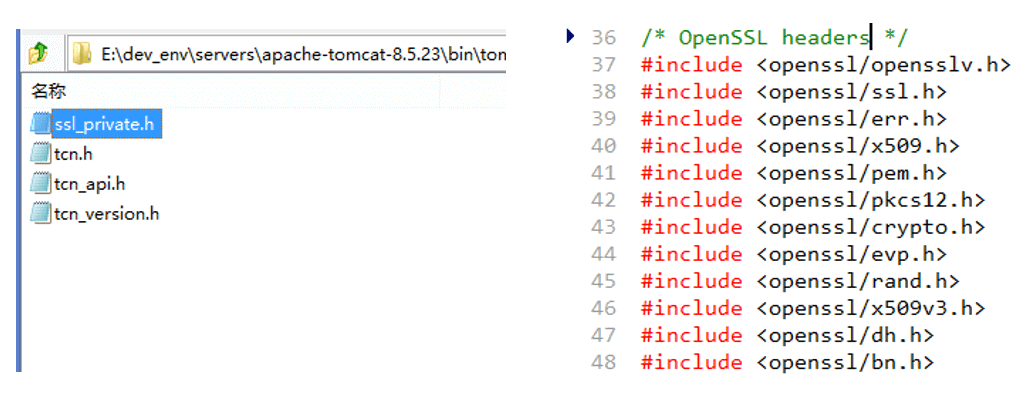 E:\dev_env\servers\apache-tomcat-8.5.23\bin\ton
名称
ssl_private.h
tcn.h
tcn_api.h
tcn_version.h
36 /* OpenSSL headers */
37 #include <openssl/opensslv.h>
38 #include <openssl/ssl.h>
39 #include <openssl/err.h>
40 #include <openssl/x509.h>
41 #include <openssl/pem.h>
42 #include <openssl/pkcs12.h>
43 #include <openssl/crypto.h>
44 #include <openssl/evp.h>
45 #include <openssl/rand.h>
46 #include <openssl/x509v3.h>
47 #include <openssl/dh.h>
48 #include <openssl/bn.h>